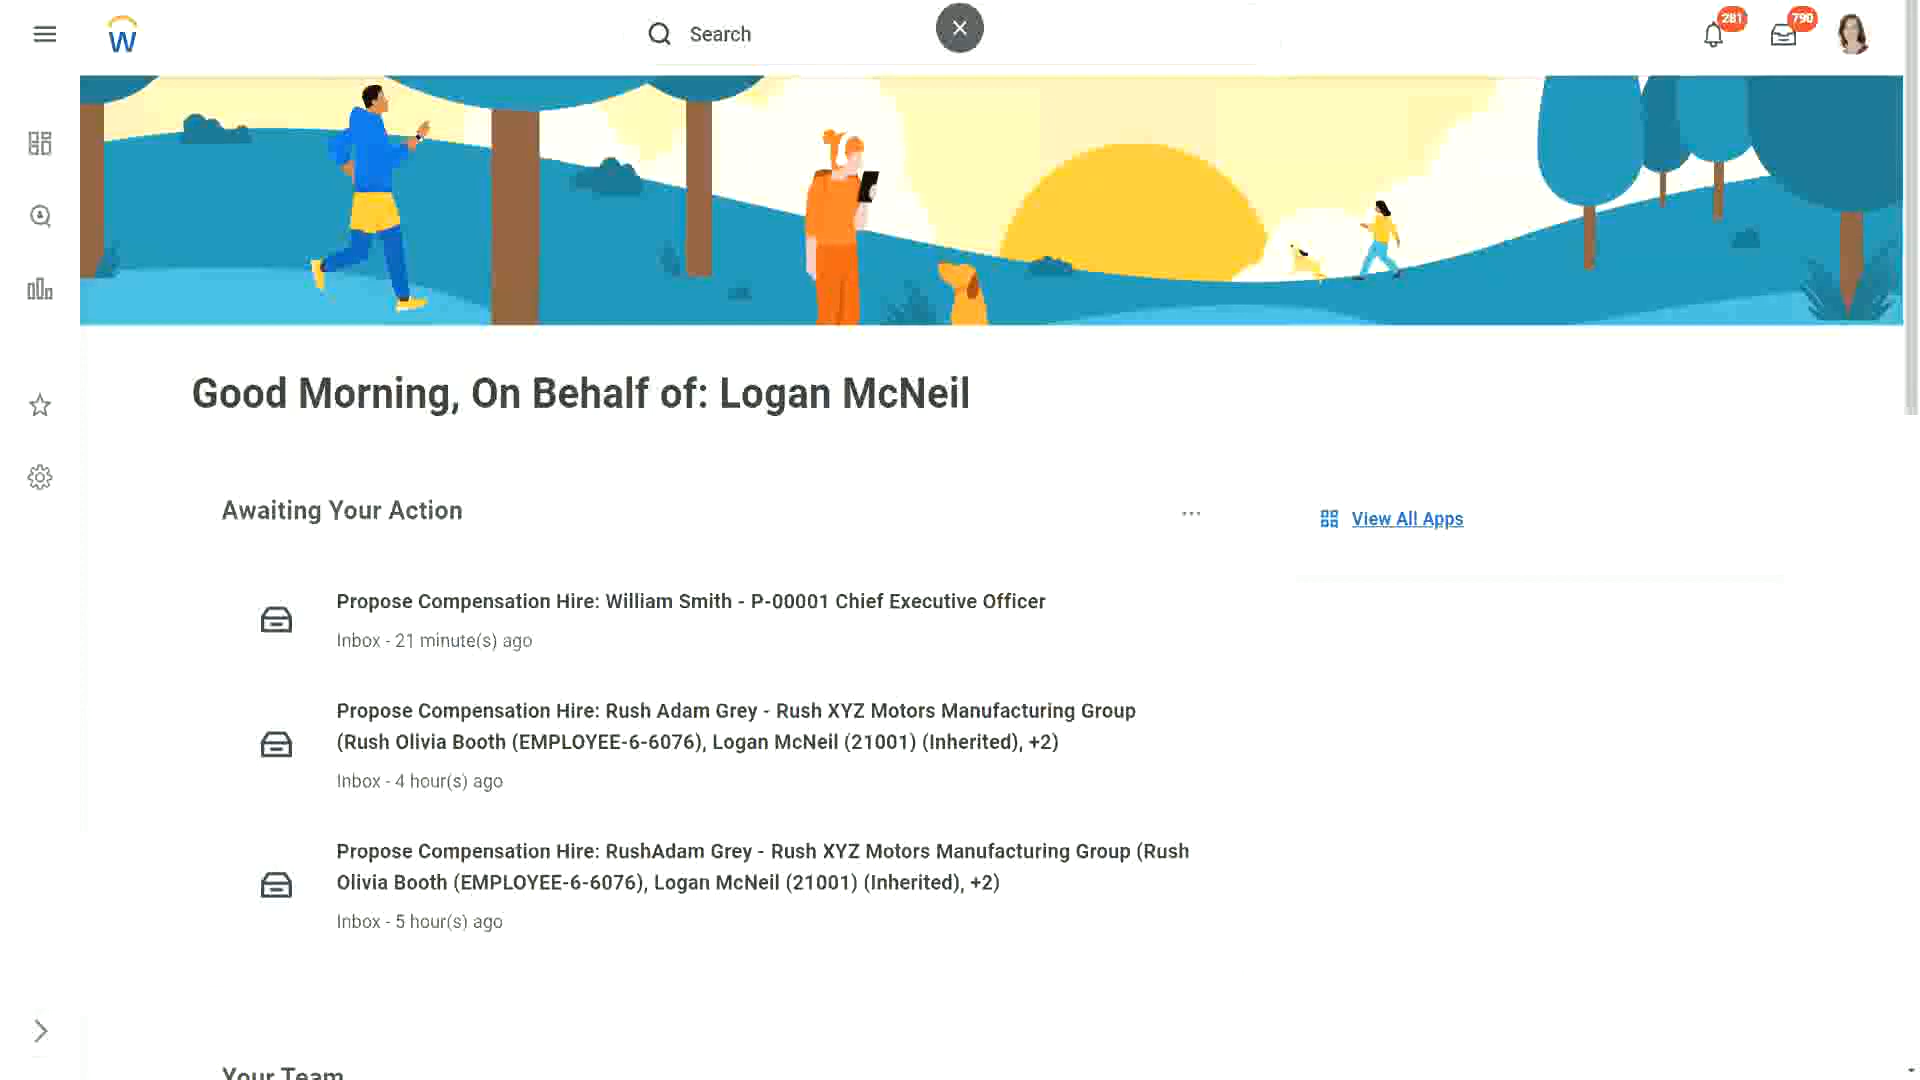 W
Search
281
790
Good Morning, On Behalf of: Logan McNeil
Awaiting Your Action
View All Apps
Propose Compensation Hire: William Smith - P-00001 Chief Executive Officer
Inbox - 21 minute(s) ago
Propose Compensation Hire: Rush Adam Grey - Rush XYZ Motors Manufacturing Group
(Rush Olivia Booth (EMPLOYEE-6-6076), Logan McNeil (21001) (Inherited), +2)
Inbox - 4 hour(s) ago
Propose Compensation Hire: RushAdam Grey - Rush XYZ Motors Manufacturing Group (Rush
Olivia Booth (EMPLOYEE-6-6076), Logan McNeil (21001) (Inherited), +2)
Inbox - 5 hour(s) ago
Your Team